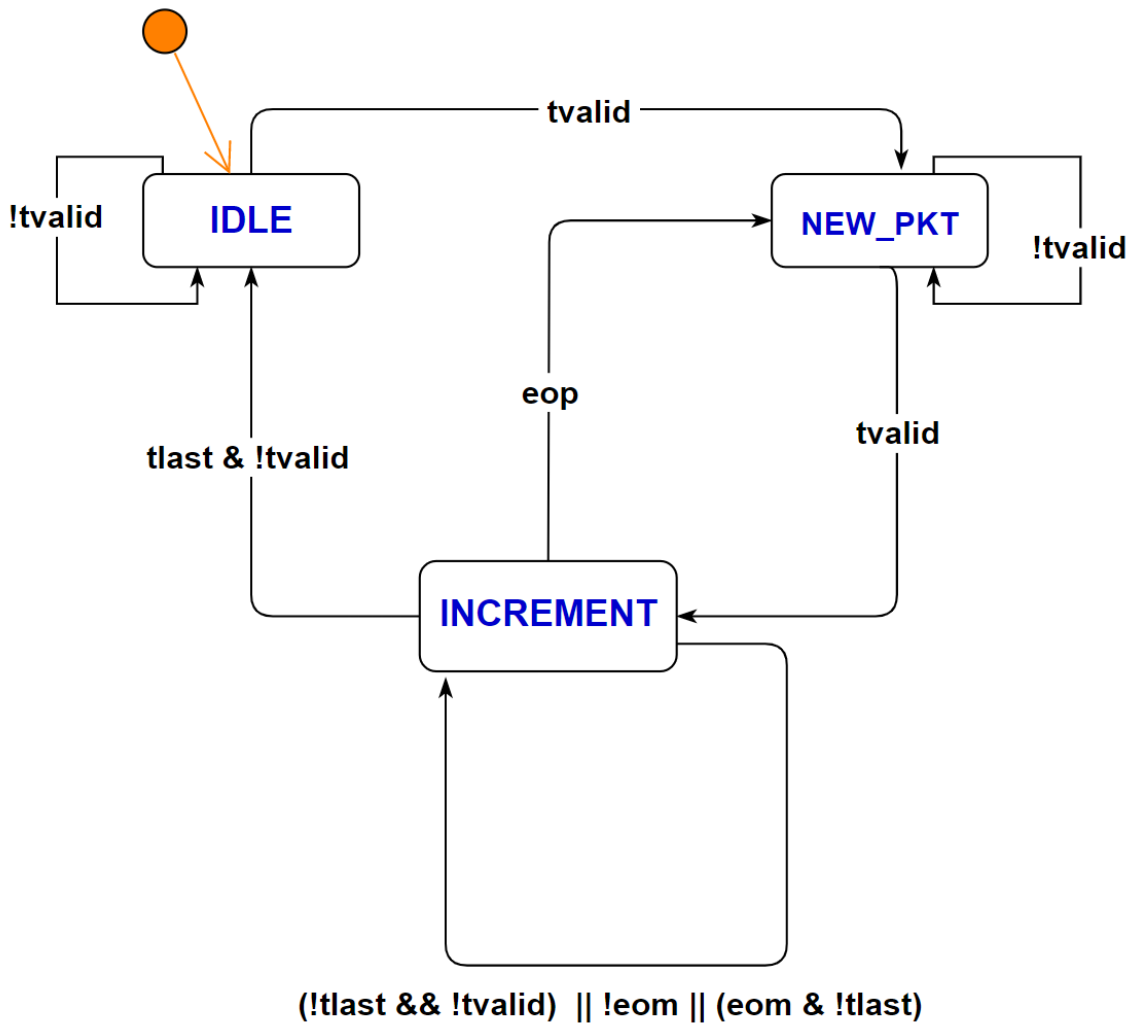 tvalid
!tvalid
IDLE
NEW_PKT
!tvalid
eop
tvalid
tlast & !tvalid
INCREMENT
(!tlast && !tvalid) || !eom || (eom & !tlast)